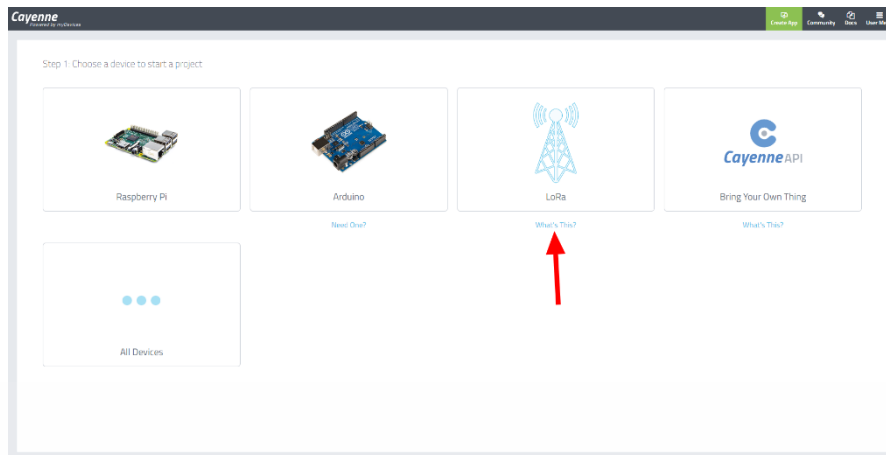 Cayenne
Powered by myDevices
Create App
Community
Docs
User Me
Step 1: Choose a device to start a project
Raspberry Pi
Arduino
LoRa
Cayenne API
Bring Your Own Thing
Need One?
What's This?
What's This?
All Devices